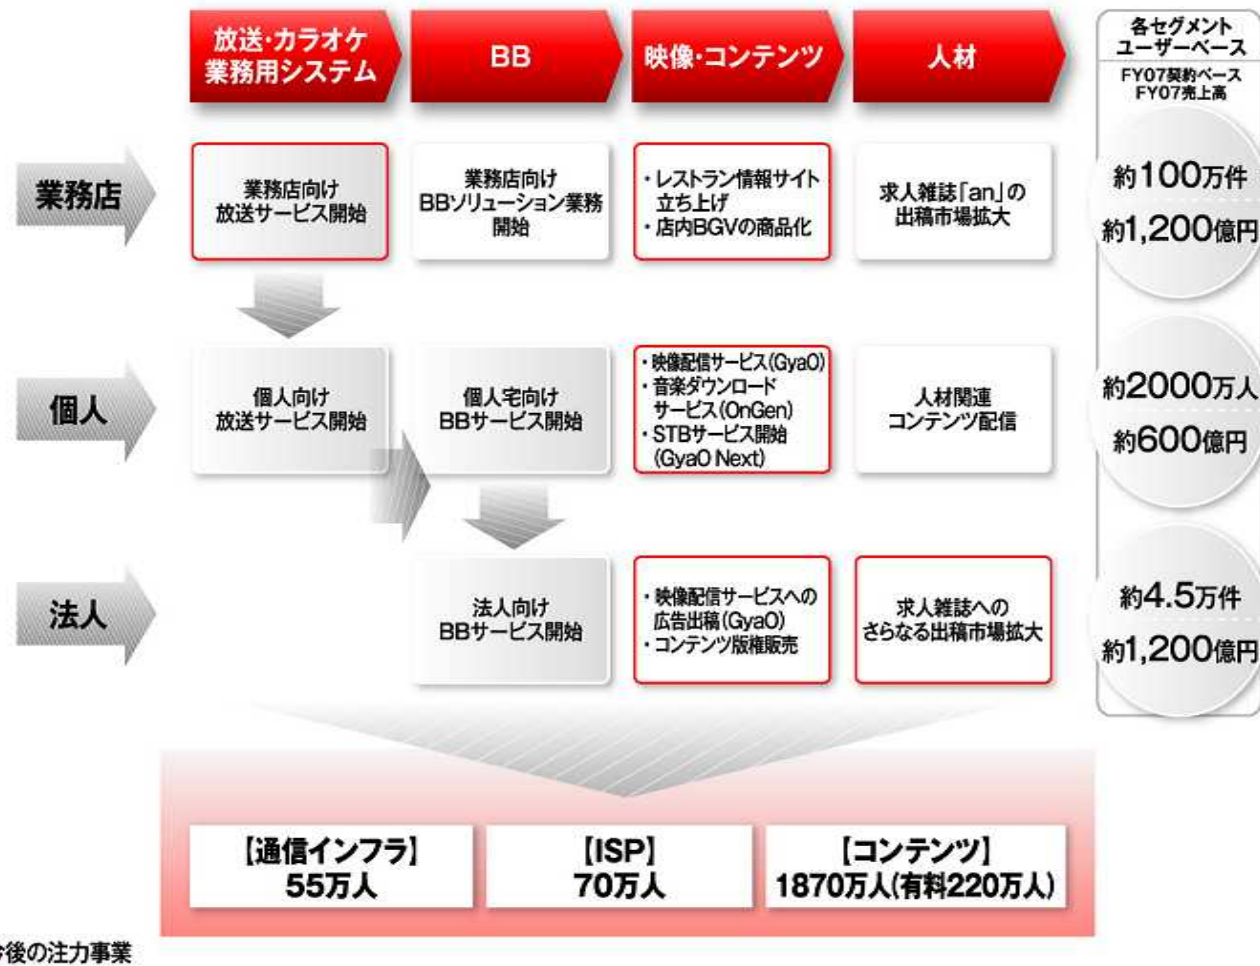 放送・カラオケ
業務用システム
BB
映像・コンテンツ
人材
各セグメント
ユーザーベース
FY07契約ベース
FY07売上高
業務店
業務店向け
放送サービス開始
業務店向け
BBソリューション業務
開始
・レストラン情報サイト
立ち上げ
・店内BGVの商品化
求人雑誌「an」の
出稿市場拡大
約100万件
約1,200億円
個人
個人向け
放送サービス開始
個人宅向け
BBサービス開始
・映像配信サービス(GyaO)
・音楽ダウンロード
サービス(OnGen)
・STBサービス開始
(GyaO Next)
人材関連
コンテンツ配信
約2000万人
約600億円
法人
法人向け
BBサービス開始
・映像配信サービスへの
広告出稿(GyaO)
・コンテンツ版権販売
求人雑誌への
さらなる出稿市場拡大
約4.5万件
約1,200億円
【通信インフラ】
55万人
【ISP】
70万人
【コンテンツ】
1870万人(有料220万人)
今後の注力事業